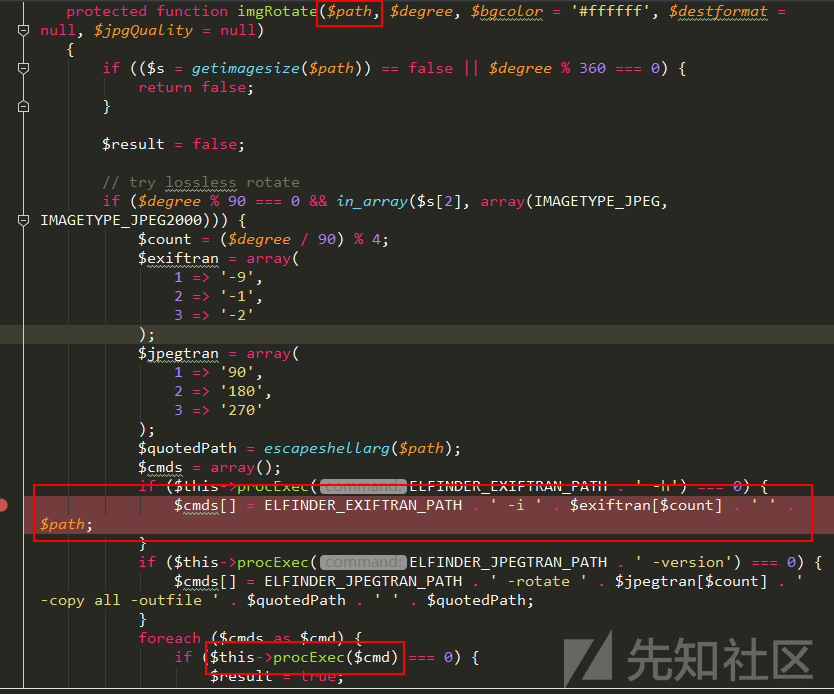 protected function imgRotate($path, $degree, $bgcolor = '#ffffff', $destformat =
null, $jpgQuality = null)
{
if (($s = getimagesize($path)) == false || $degree % 360 === 0) {
return false;
}
$result = false;
// try lossless rotate
if ($degree % 90 === 0 && in_array($s[2], array(IMAGETYPE_JPEG,
IMAGETYPE_JPEG2000))) {
$count = ($degree / 90) % 4;
$exiftran = array(
1 => '-9',
2 => '-1',
3 => '-2'
);
$jpegtran = array(
1 => '90',
2 => '180',
3 => '270'
);
$quotedPath = escapeshellarg($path);
$cmds = array();
if ($this->procExec( command: ELFINDER_EXIFTRAN_PATH . ' -h') === 0) {
$cmds[] = ELFINDER_EXIFTRAN_PATH . ' -i ' . $exiftran[$count] . ' ' .
$path;
}
if ($this->procExec( command: ELFINDER_JPEGTRAN_PATH . ' -version') === 0) {
$cmds[] = ELFINDER_JPEGTRAN_PATH . ' -rotate ' . $jpegtran[$count] . '
-copy all -outfile ' . $quotedPath . ' ' . $quotedPath;
}
foreach ($cmds as $cmd) {
if ($this->procExec($cmd) === 0) {
$result = true;
先知社区